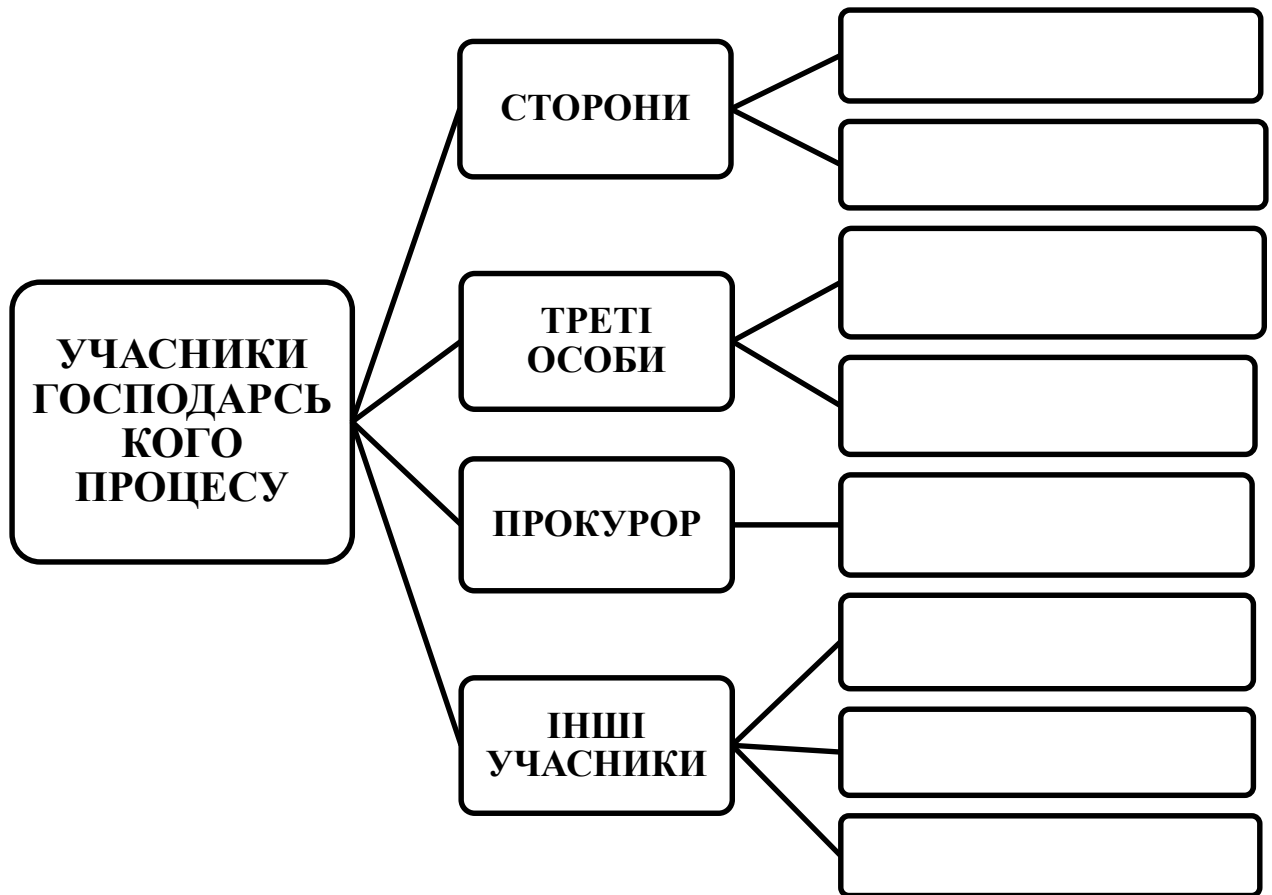 УЧАСНИКИ
ГОСПОДАРСЬ
КОГО
ПРОЦЕСУ
СТОРОНИ
ТРЕТІ
ОСОБИ
ПРОКУРОР
ІНШІ
УЧАСНИКИ